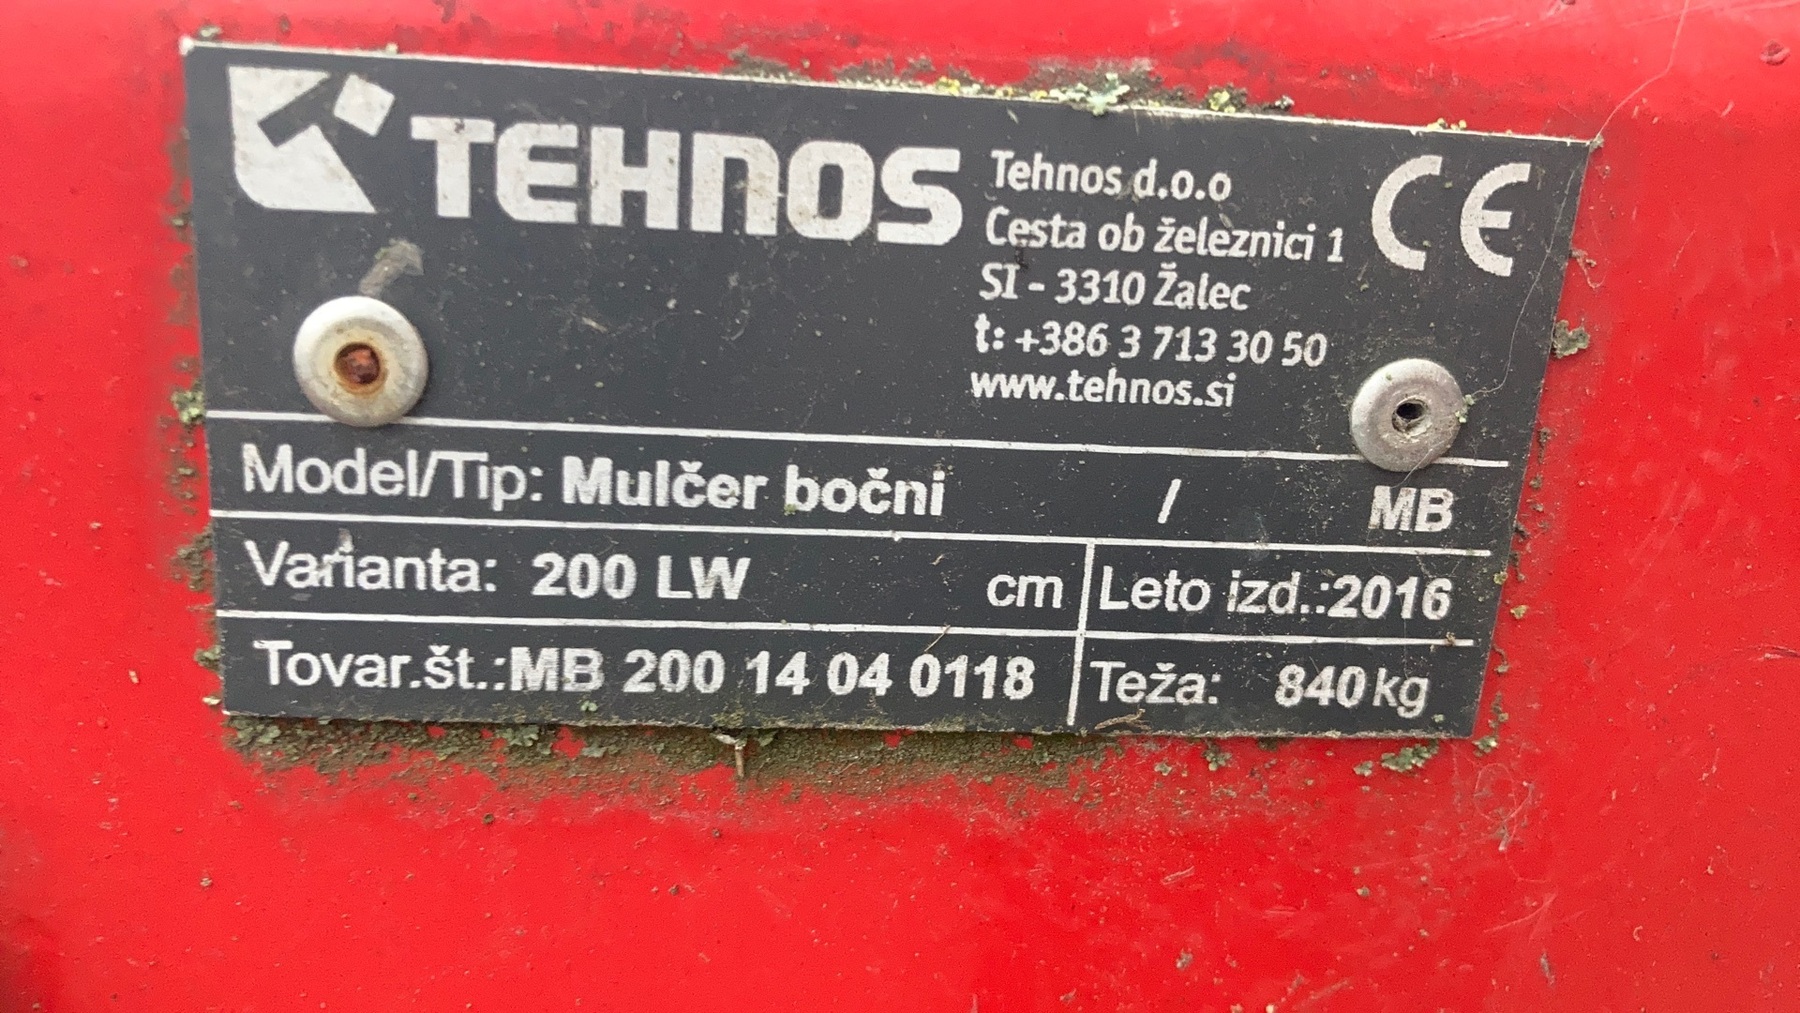 TEHNOS
Tehnos d.o.o
Cesta ob železnici 1
SI - 3310 Žalec
t: +386 3 713 30 50
www.tehnos.si
CE
Model/Tip: Mulčer bočni / MB
Varianta: 200 LW cm
Leto izd.:2016
Tovar.št.:MB 200 14 04 0118
Teža: 840kg